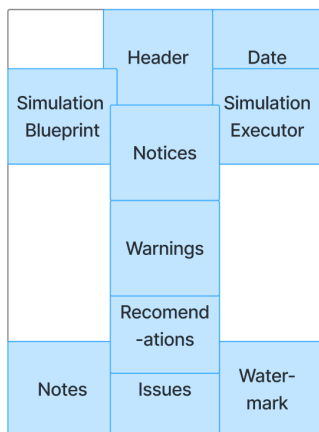 Header
Date
Simulation
Blueprint
Simulation
Executor
Notices
Warnings
Recomend
-ations
Notes
Issues
Water-
mark